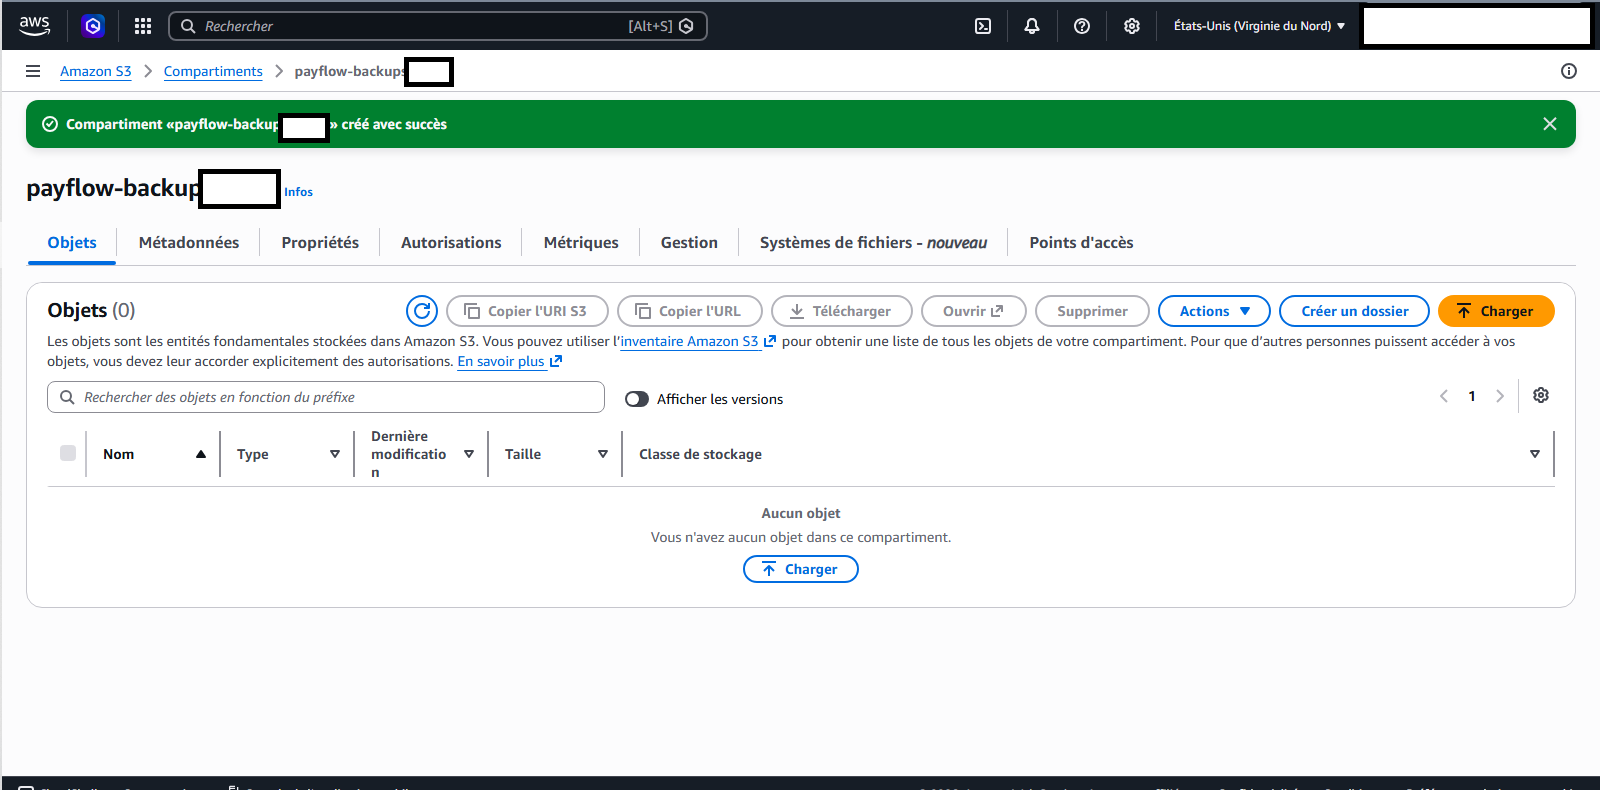 aws
Rechercher [Alt+S] États-Unis (Virginie du Nord)
Amazon S3 Compartiments payflow-backups
Compartiment «payflow-backup » créé avec succès
payflow-backup Infos
Objets Métadonnées Propriétés Autorisations Métriques Gestion Systèmes de fichiers - nouveau Points d'accès
Objets (0) Copier l'URI S3 Copier l'URL Télécharger Ouvrir Supprimer Actions Créer un dossier Charger
Les objets sont les entités fondamentales stockées dans Amazon S3. Vous pouvez utiliser l'inventaire Amazon S3 pour obtenir une liste de tous les objets de votre compartiment. Pour que d'autres personnes puissent accéder à vos
objets, vous devez leur accorder explicitement des autorisations. En savoir plus
Rechercher des objets en fonction du préfixe Afficher les versions 1
Nom Type Dernière modificatio n Taille Classe de stockage
Aucun objet
Vous n'avez aucun objet dans ce compartiment.
Charger